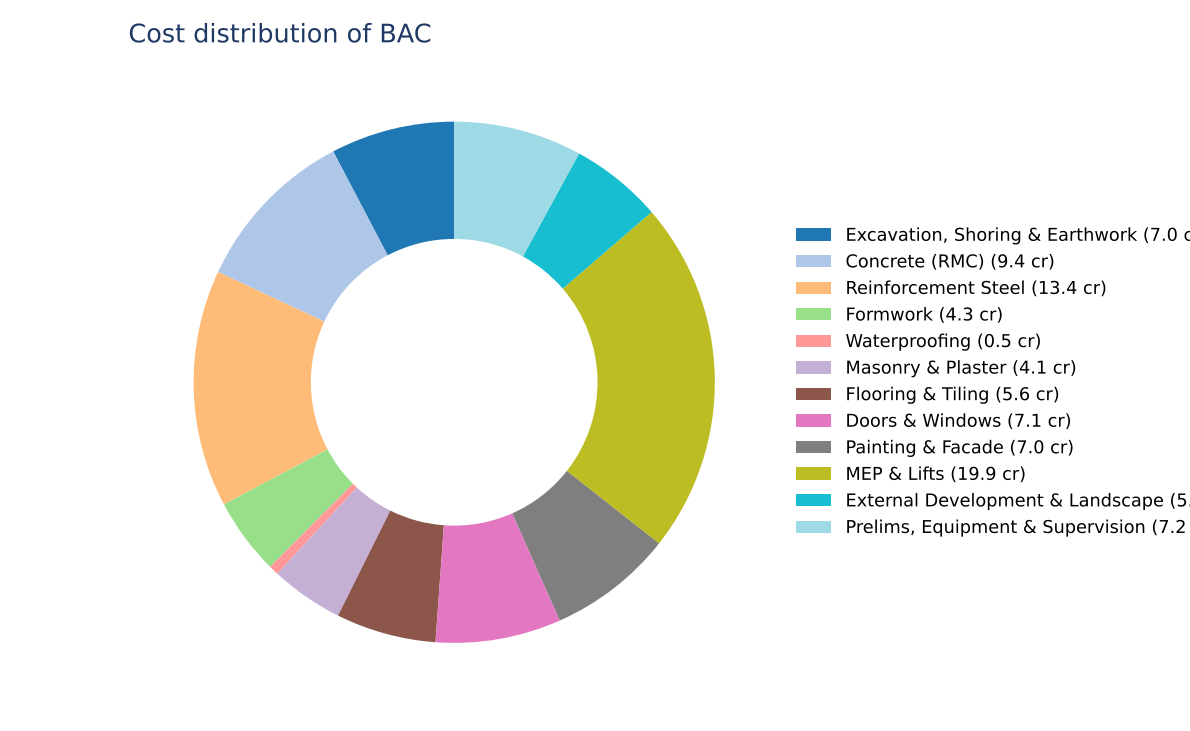 Cost distribution of BAC
Excavation, Shoring & Earthwork (7.0 c
Concrete (RMC) (9.4 cr)
Reinforcement Steel (13.4 cr)
Formwork (4.3 cr)
Waterproofing (0.5 cr)
Masonry & Plaster (4.1 cr)
Flooring & Tiling (5.6 cr)
Doors & Windows (7.1 cr)
Painting & Facade (7.0 cr)
MEP & Lifts (19.9 cr)
External Development & Landscape (5.
Prelims, Equipment & Supervision (7.2